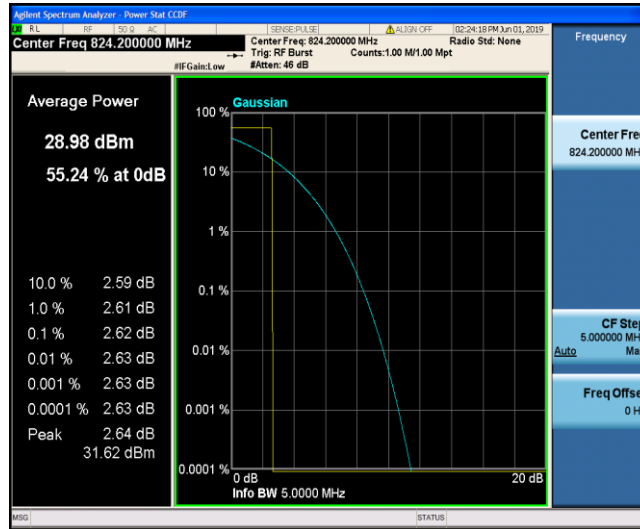 Agilent Spectrum Analyzer - Power Stat CCDF
RL RF 50 Ω AC SENSE:PULSE ALIGN OFF 02:24:18 PM Jun 01, 2019
Center Freq 824.200000 MHz
Center Freq: 824.200000 MHz Radio Std: None
Trig: RF Burst Counts:1.00 M/1.00 Mpt
#IFGain:Low #Atten: 46 dB
Average Power
28.98 dBm
55.24 % at 0dB
10.0 % 2.59 dB
1.0 % 2.61 dB
0.1 % 2.62 dB
0.01 % 2.63 dB
0.001 % 2.63 dB
0.0001 % 2.63 dB
Peak 2.64 dB
31.62 dBm
Gaussian
100 %
10 %
1 %
0.1 %
0.01 %
0.001 %
0.0001 %
0 dB 20 dB
Info BW 5.0000 MHz
Frequency
Center Fre
824.200000 MH
CF Step
5.000000 MH
Auto Ma
Freq Offse
0 H
MSG STATUS